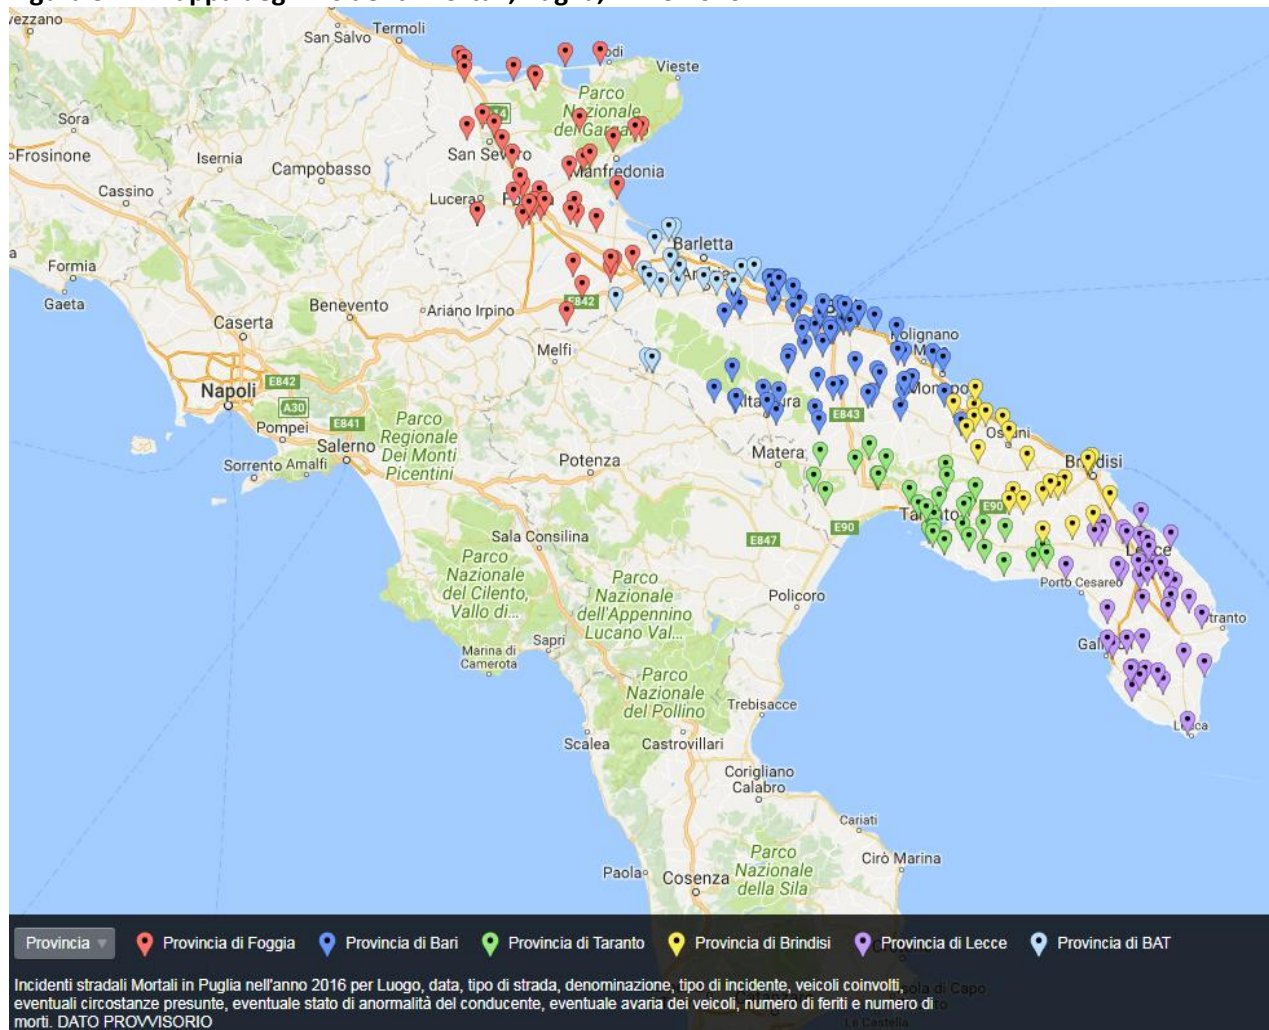 vezzano
San Salvo
Termoli
Vieste
Parco
Nazionale
del Gargano
Sora
Frosinone
Isernia
Campobasso
San Severo
Manfredonia
Cassino
Lucera
Barletta
Andria
Formia
Gaeta
Benevento
Ariano Irpino
E842
Caserta
Melfi
Polignano
Napoli
E842
A30
E841
Altamura
E843
Pompei
Salerno
Parco
Regionale
Dei Monti
Picentini
Ostuni
Sorrento
Amalfi
Potenza
Matera
Brindisi
Taranto
E90
E90
Sala Consilina
E847
Lecce
Parco
Nazionale
del Cilento,
Vallo di...
Parco
Nazionale
dell'Appennino
Lucano Val...
Porto Cesareo
Policoro
tranto
Marina di
Camerota
Sapri
Parco
Nazionale
del Pollino
Trebisacce
Scalea
Castrovillari
Corigliano
Calabro
Cariati
Parco
Nazionale
della Sila
Cirò Marina
Paola
Cosenza
Provincia
Provincia di Foggia
Provincia di Bari
Provincia di Taranto
Provincia di Brindisi
Provincia di Lecce
Provincia di BAT
Incidenti stradali Mortali in Puglia nell'anno 2016 per Luogo, data, tipo di strada, denominazione, tipo di incidente, veicoli coinvolti,
eventuali circostanze presunte, eventuale stato di anormalità del conducente, eventuale avaria dei veicoli, numero di feriti e numero di
morti. DATO PROVVISORIO